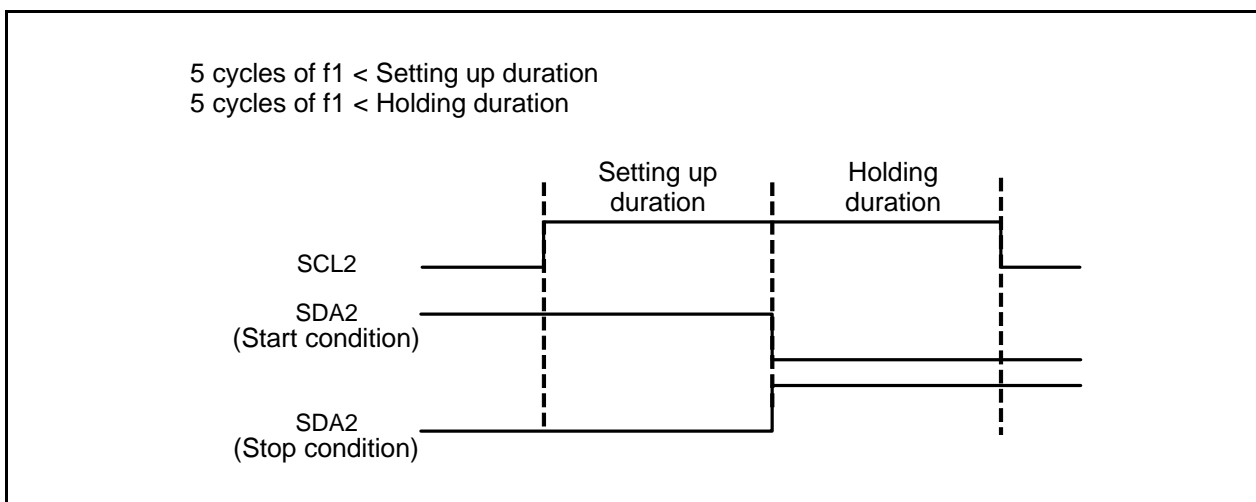 5 cycles of f1 < Setting up duration
5 cycles of f1 < Holding duration
Setting up
duration
Holding
duration
SCL2
SDA2
(Start condition)
SDA2
(Stop condition)